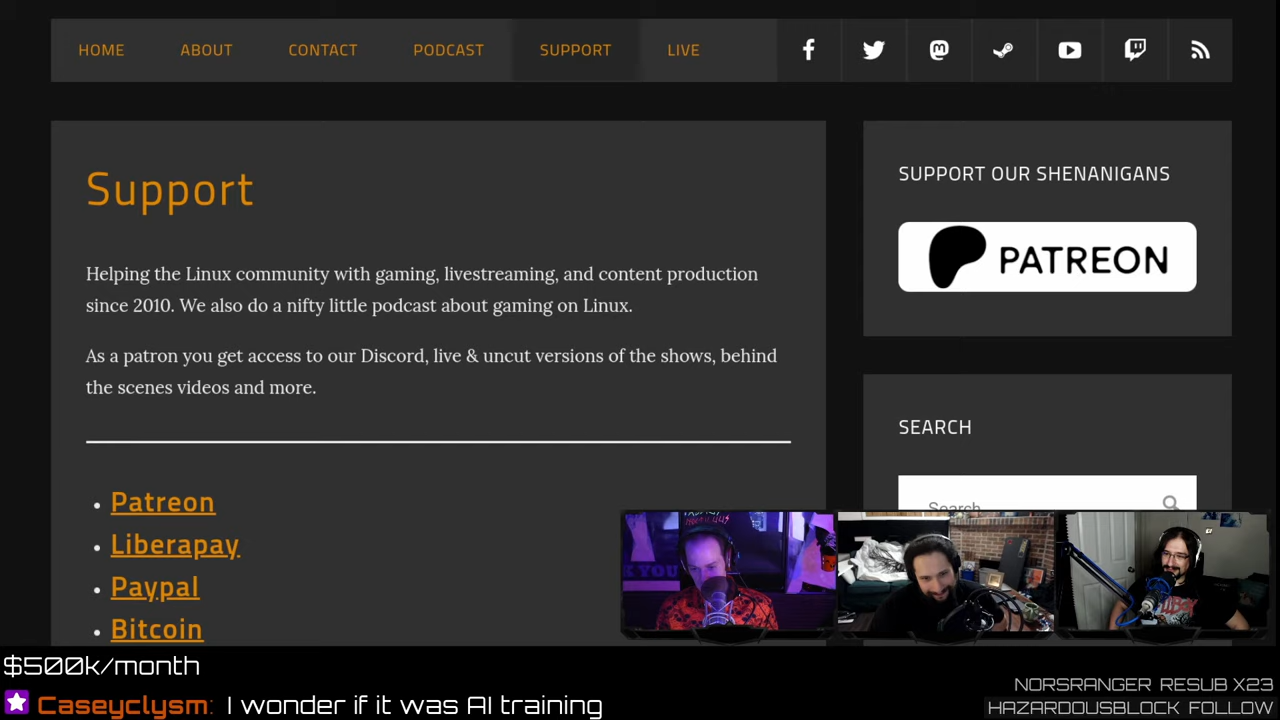 HOME
ABOUT
CONTACT
PODCAST
SUPPORT
LIVE
Support
Helping the Linux community with gaming, livestreaming, and content production
since 2010. We also do a nifty little podcast about gaming on Linux.
As a patron you get access to our Discord, live & uncut versions of the shows, behind
the scenes videos and more.
Patreon
Liberapay
Paypal
Bitcoin
SUPPORT OUR SHENANIGANS
PATREON
SEARCH
Search
$500k/month
Caseyclysm: I wonder if it was AI training
NORSRANGER RESUB X23
HAZARDOUSBLOCK FOLLOW